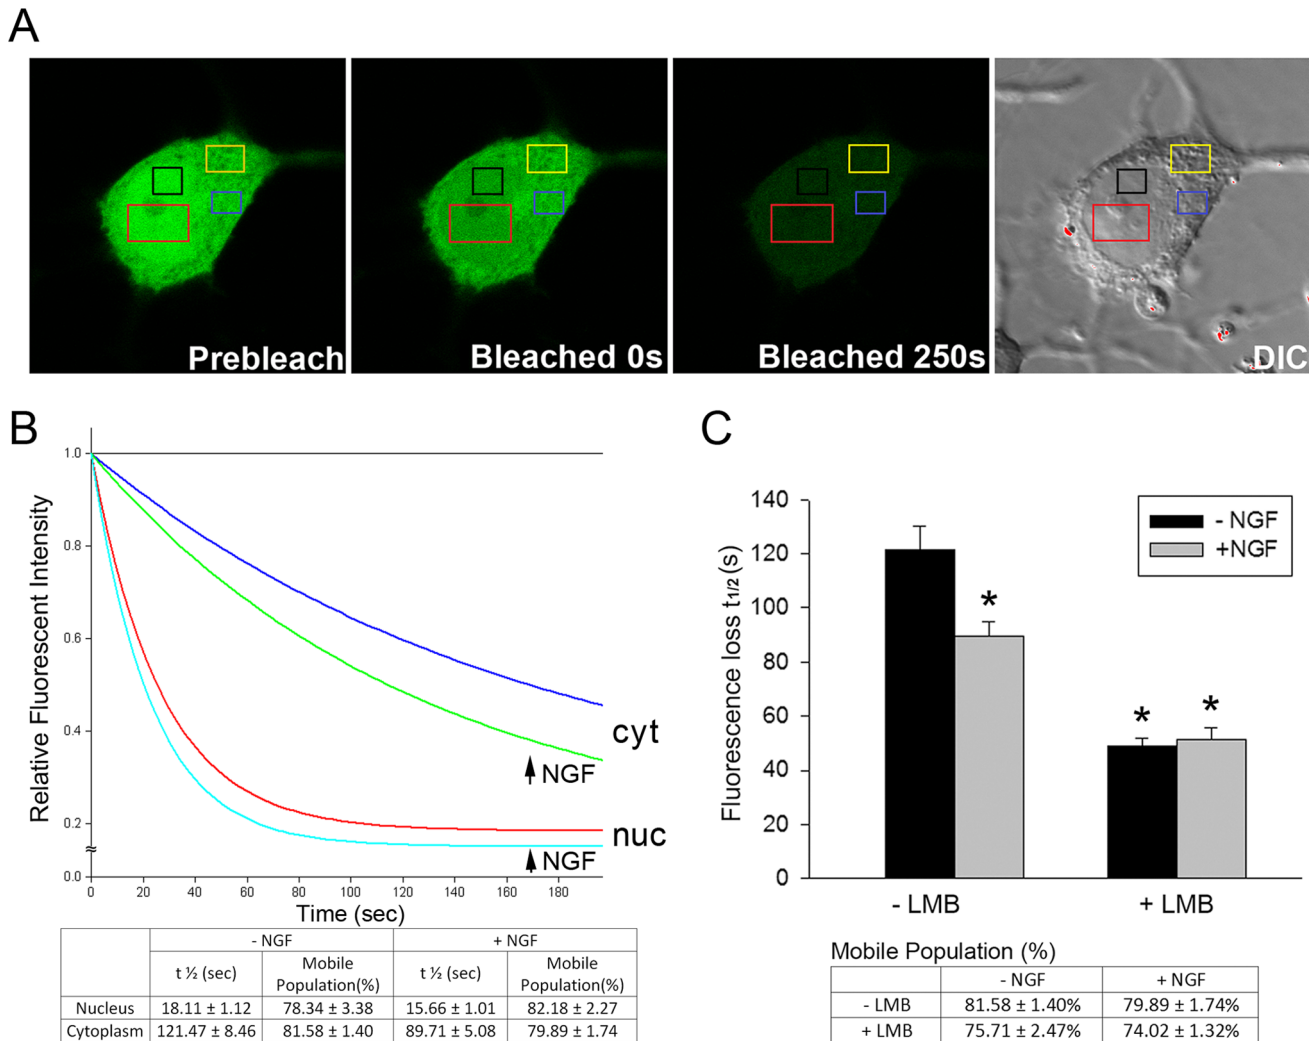 A
Prebleach
Bleached 0s
Bleached 250s
DIC
B
Relative Fluorescent Intensity
1.0
0.8
0.6
0.4
0.2
0.0
cyt
NGF
nuc
NGF
0 20 40 60 80 100 120 140 160 180
Time (sec)
- NGF + NGF
t ½ (sec) Mobile Population(%) t ½ (sec) Mobile Population(%)
Nucleus 18.11 ± 1.12 78.34 ± 3.38 15.66 ± 1.01 82.18 ± 2.27
Cytoplasm 121.47 ± 8.46 81.58 ± 1.40 89.71 ± 5.08 79.89 ± 1.74
C
Fluorescence loss t1/2(s)
140
120
100
80
60
40
20
0
- NGF
+NGF
*
*
*
- LMB + LMB
Mobile Population (%)
- NGF + NGF
- LMB 81.58 ± 1.40% 79.89 ± 1.74%
+ LMB 75.71 ± 2.47% 74.02 ± 1.32%